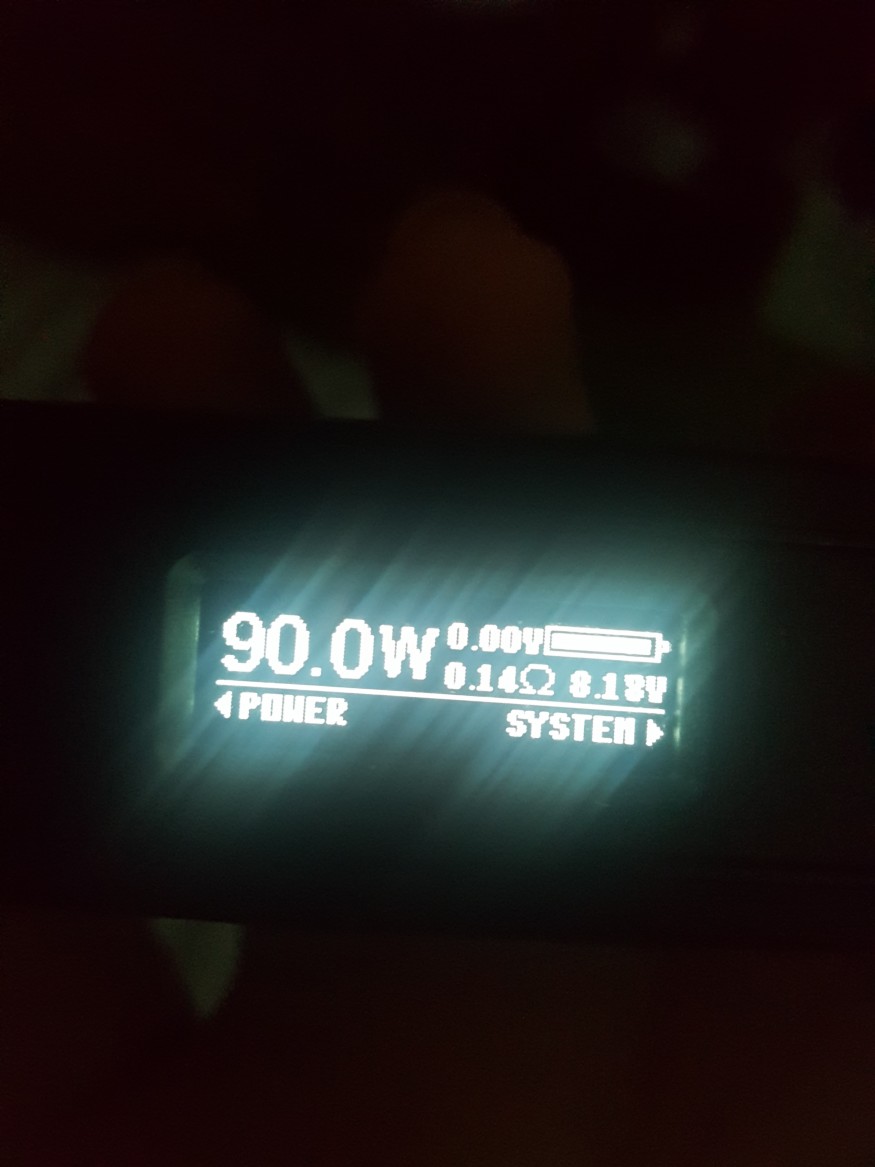 90.0W 0.00V
0.14Ω 8.18V
POWER SYSTEM